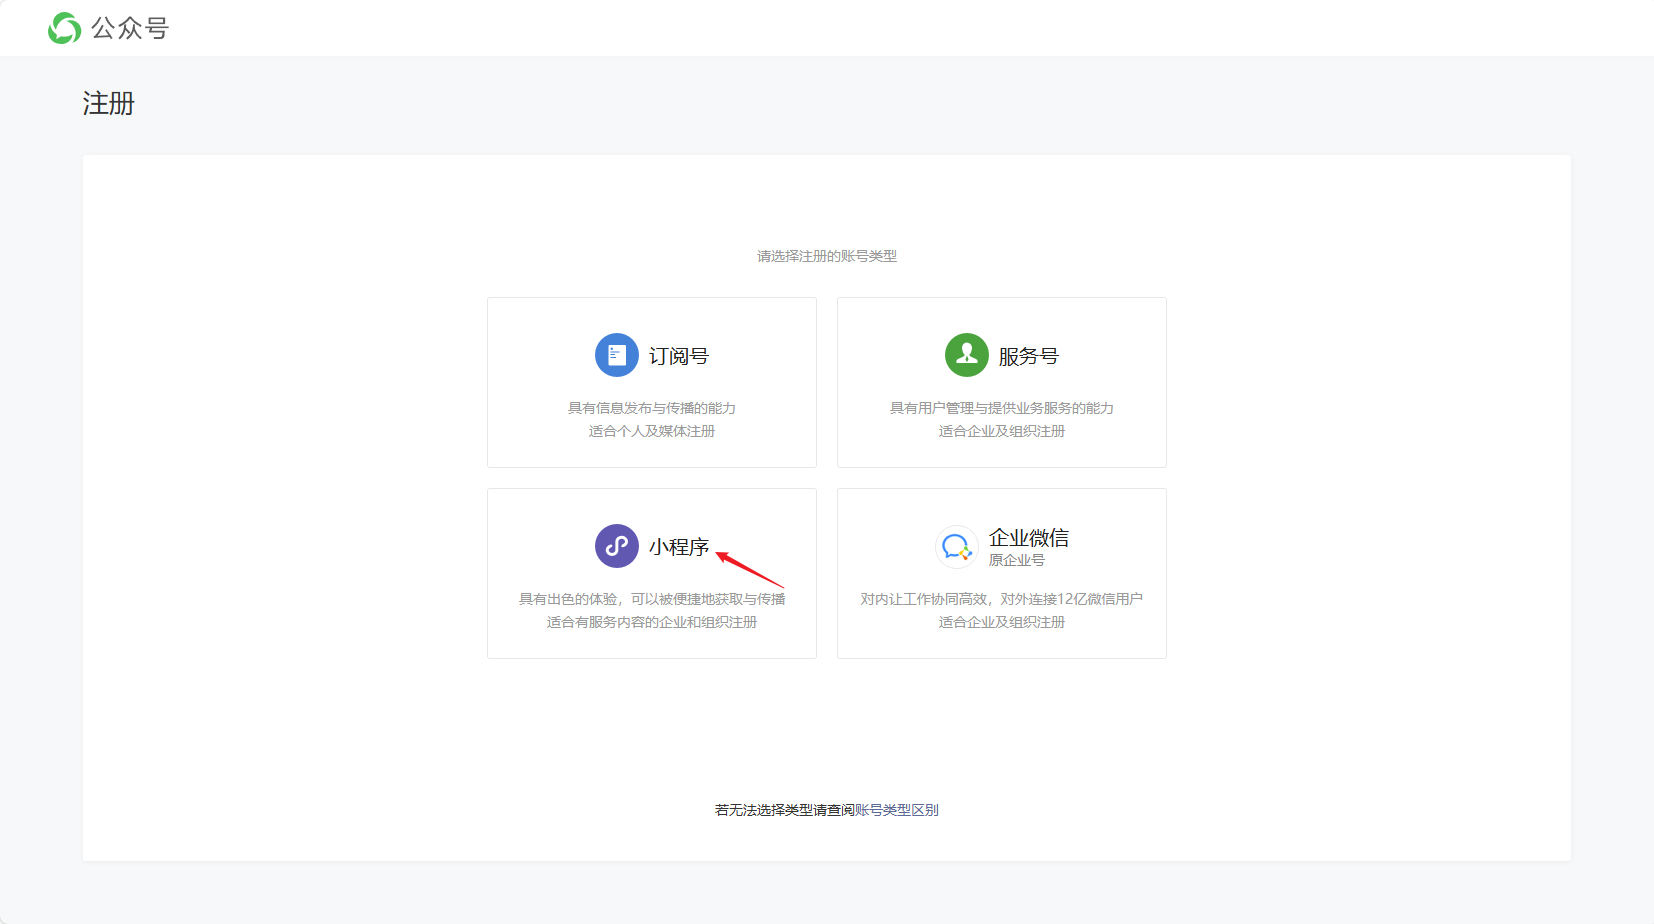 公众号
注册
请选择注册的账号类型
订阅号
具有信息发布与传播的能力
适合个人及媒体注册
服务号
具有用户管理与提供业务服务的能力
适合企业及组织注册
小程序
具有出色的体验，可以被便捷地获取与传播
适合有服务内容的企业和组织注册
企业微信
原企业号
对内让工作协同高效，对外连接12亿微信用户
适合企业及组织注册
若无法选择类型请查阅账号类型区别